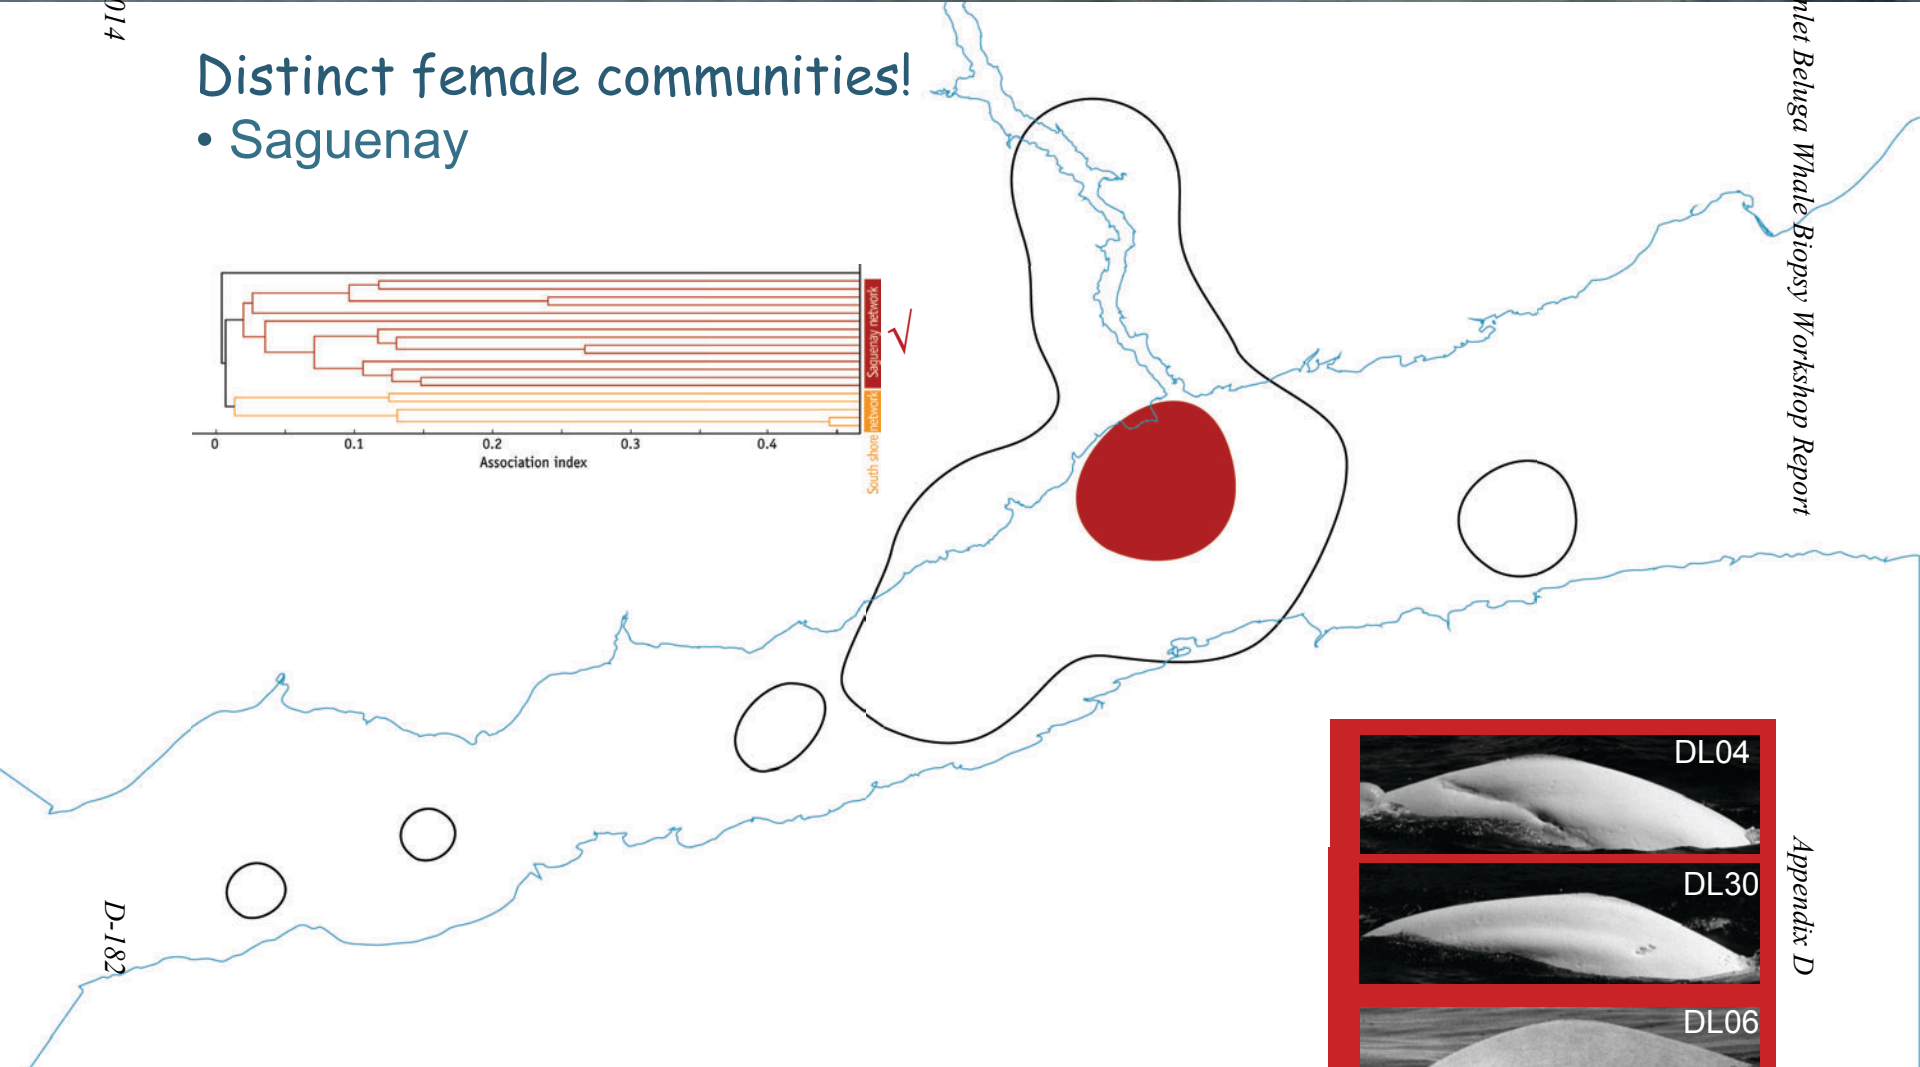 014
Distinct female communities!
• Saguenay
Saguenay network
South shore network
√
0 0.1 0.2 0.3 0.4
Association index
nlet Beluga Whale Biopsy Workshop Report
DL04
DL30
DL06
Appendix D
D-182